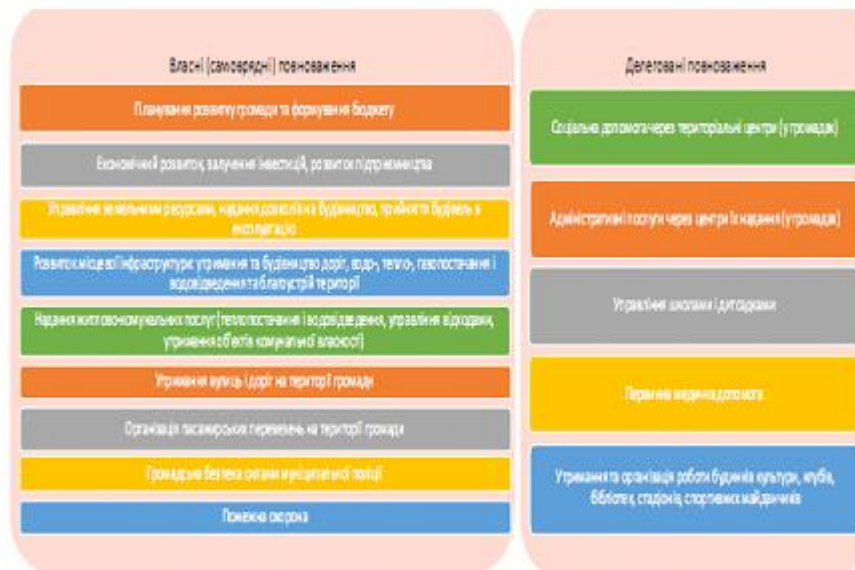 Власні (самоврядні) повноваження
Планування розвитку громади та формування бюджету
Економічний розвиток, залучення інвестицій, розвиток підприємництва
Управління земельними ресурсами, надання дозволів на будівництво, прийняття будівель в
експлуатацію
Розвиток місцевої інфраструктури: утримання та будівництво доріг, водо-, тепло-, газопостачання і
водовідведення та благоустрій території
Надання житловокомунальних послуг (теплопостачання і водовідведення, управління відходами,
утримання об'єктів комунальної власності)
Утримання вулиць і доріг на території громади
Організація пасажирських перевезень на території громади
Громадська безпека силами муніципальної поліції
Пожежна охорона
Делеговані повноваження
Соціальна допомога через територіальні центри (у громадах)
Адміністративні послуги через центри їх надання (у громадах)
Управління школами і дитсадками
Первинна медична допомога
Утримання та організація роботи будинків культури, клубів,
бібліотек, стадіонів, спортивних майданчиків